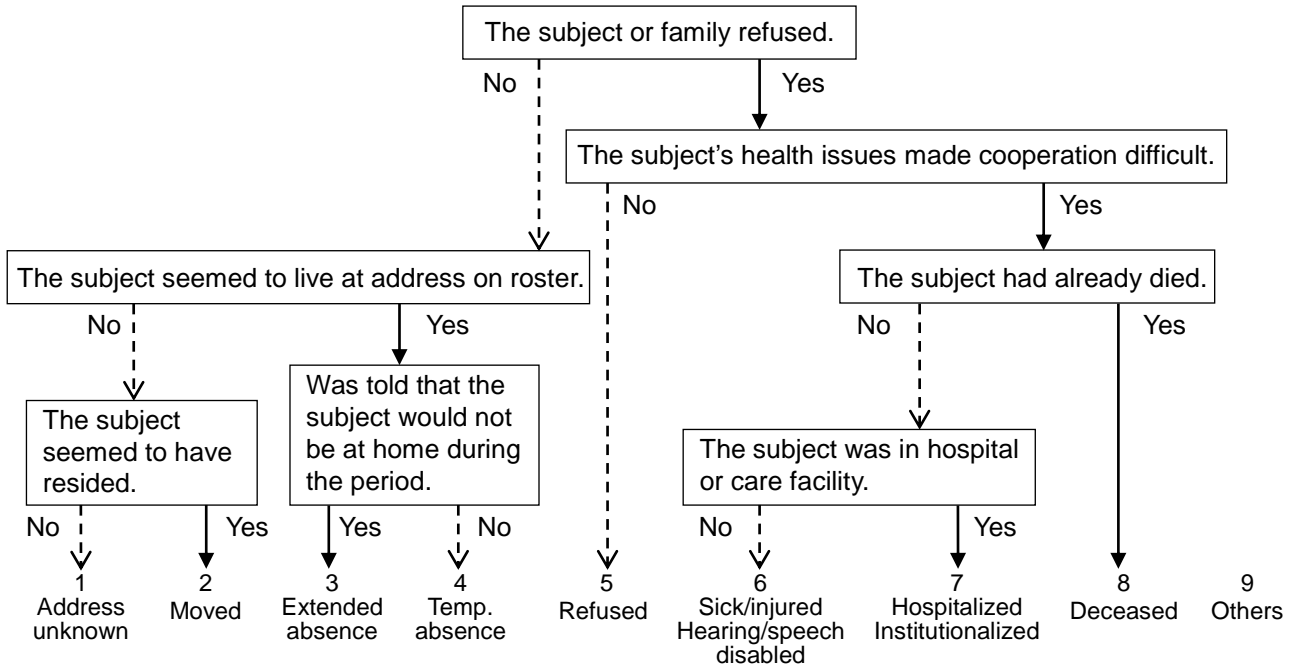 The subject or family refused.
No
Yes
The subject's health issues made cooperation difficult.
No
Yes
The subject seemed to live at address on roster.
The subject had already died.
No
Yes
No
Yes
Was told that the
subject would not
be at home during
the period.
The subject
seemed to have
resided.
The subject was in hospital
or care facility.
No
Yes
Yes
No
No
Yes
1
Address
unknown
2
Moved
3
Extended
absence
4
Temp.
absence
5
Refused
6
Sick/injured
Hearing/speech
disabled
7
Hospitalized
Institutionalized
8
Deceased
9
Others